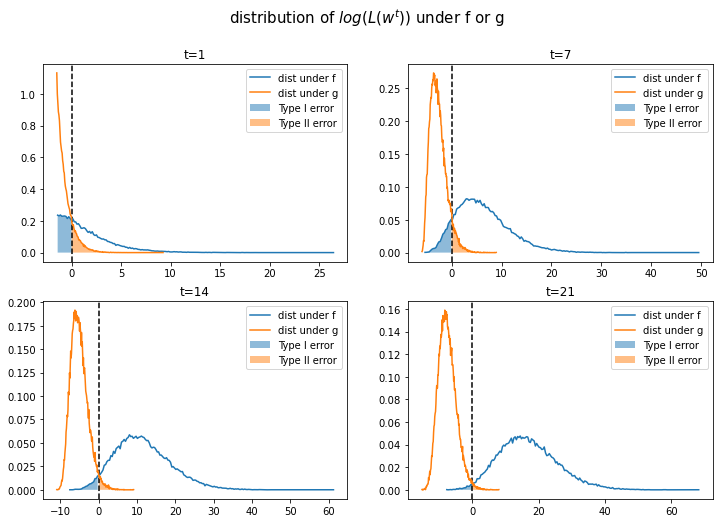 distribution of log(L(w^t)) under f or g
t=1
1.0
0.8
0.6
0.4
0.2
0.0
0
5
10
15
20
25
dist under f
dist under g
Type I error
Type II error
t=7
0.25
0.20
0.15
0.10
0.05
0.00
0
10
20
30
40
50
dist under f
dist under g
Type I error
Type II error
t=14
0.200
0.175
0.150
0.125
0.100
0.075
0.050
0.025
0.000
−10
0
10
20
30
40
50
60
dist under f
dist under g
Type I error
Type II error
t=21
0.16
0.14
0.12
0.10
0.08
0.06
0.04
0.02
0.00
0
20
40
60
dist under f
dist under g
Type I error
Type II error